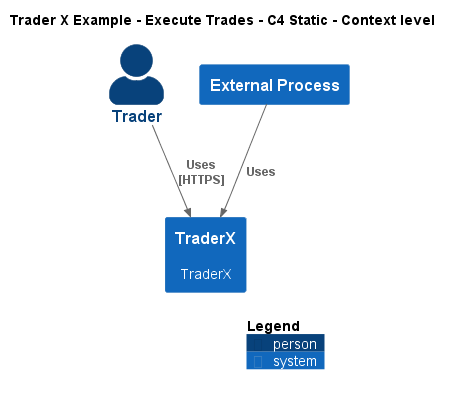 Trader X Example - Execute Trades - C4 Static - Context level
Trader
External Process
Uses
[HTTPS]
Uses
TraderX
TraderX
Legend
person
system